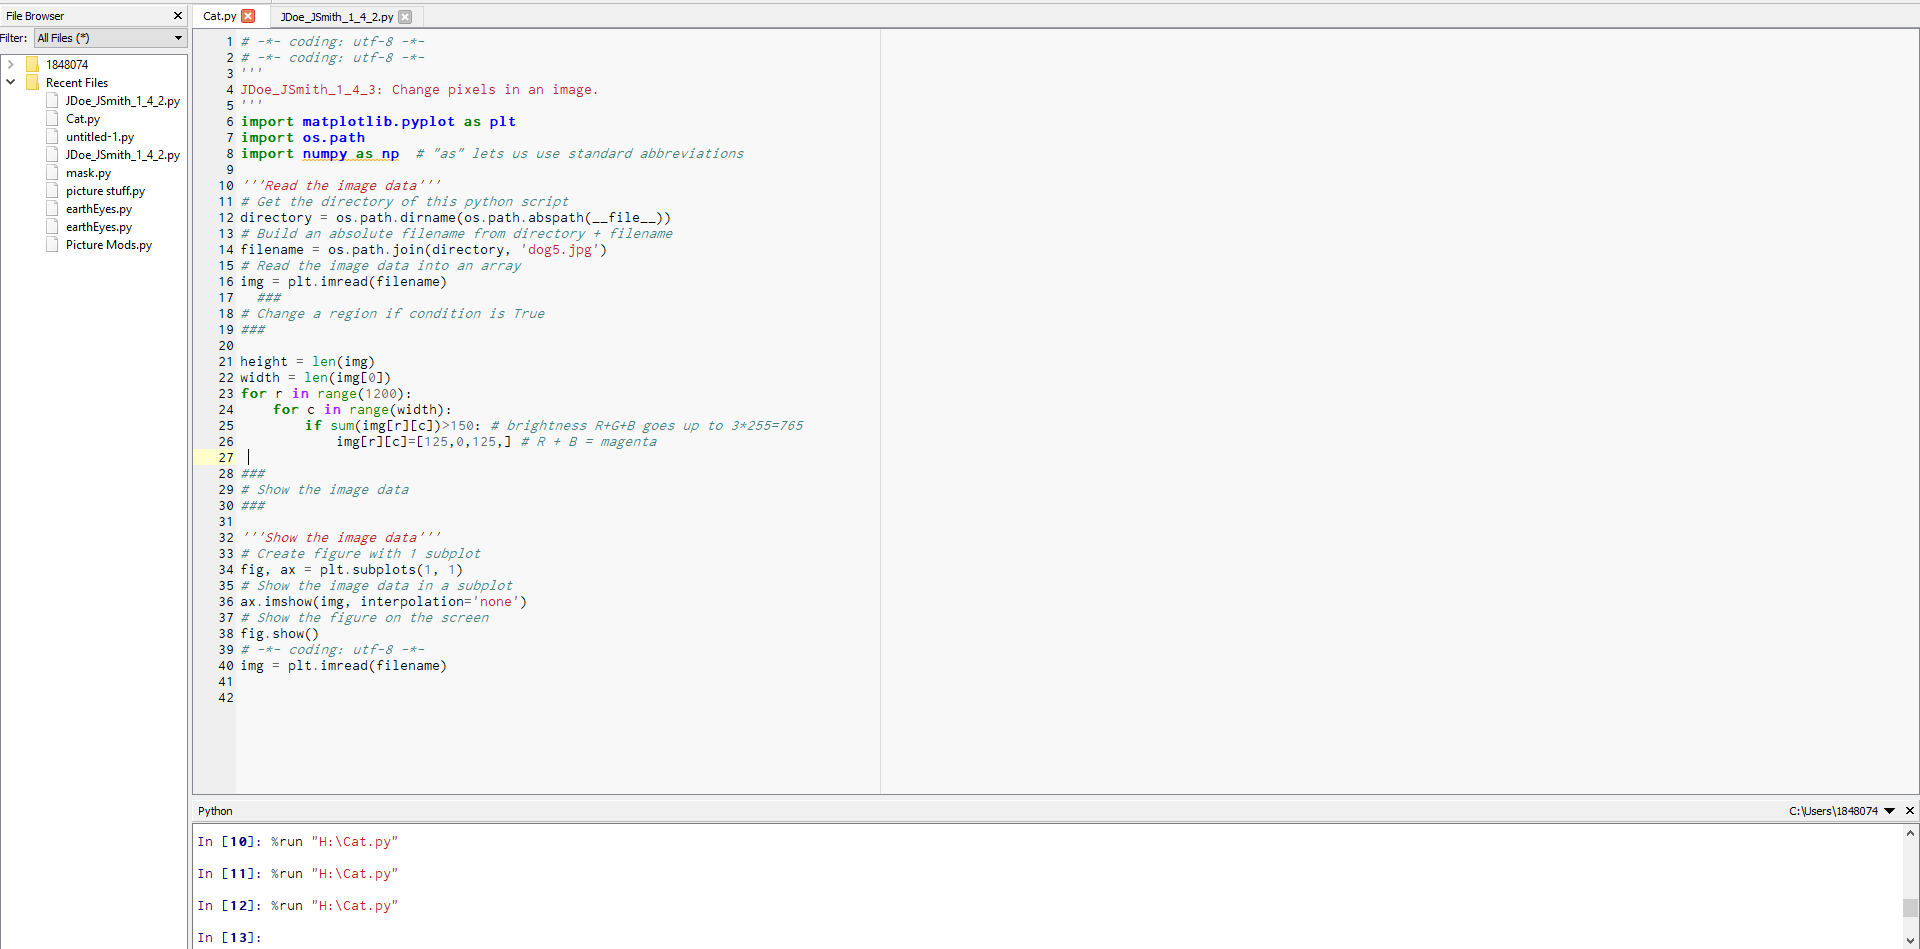 File Browser
Filter: All Files (*)
1848074
Recent Files
JDoe_JSmith_1_4_2.py
Cat.py
untitled-1.py
JDoe_JSmith_1_4_2.py
mask.py
picture stuff.py
earthEyes.py
earthEyes.py
Picture Mods.py
Cat.py JDoe_JSmith_1_4_2.py
1 # -*- coding: utf-8 -*-
2 # -*- coding: utf-8 -*-
3 '''
4 JDoe_JSmith_1_4_3: Change pixels in an image.
5 '''
6 import matplotlib.pyplot as plt
7 import os.path
8 import numpy as np  # "as" lets us use standard abbreviations
9
10 '''Read the image data'''
11 # Get the directory of this python script
12 directory = os.path.dirname(os.path.abspath(__file__))
13 # Build an absolute filename from directory + filename
14 filename = os.path.join(directory, 'dog5.jpg')
15 # Read the image data into an array
16 img = plt.imread(filename)
17   ###
18 # Change a region if condition is True
19 ###
20
21 height = len(img)
22 width = len(img[0])
23 for r in range(1200):
24     for c in range(width):
25         if sum(img[r][c])>150: # brightness R+G+B goes up to 3*255=765
26             img[r][c]=[125,0,125,] # R + B = magenta
27
28 ###
29 # Show the image data
30 ###
31
32 '''Show the image data'''
33 # Create figure with 1 subplot
34 fig, ax = plt.subplots(1, 1)
35 # Show the image data in a subplot
36 ax.imshow(img, interpolation='none')
37 # Show the figure on the screen
38 fig.show()
39 # -*- coding: utf-8 -*-
40 img = plt.imread(filename)
41
42
Python C:\Users\1848074
In [10]: %run "H:\Cat.py"
In [11]: %run "H:\Cat.py"
In [12]: %run "H:\Cat.py"
In [13]: